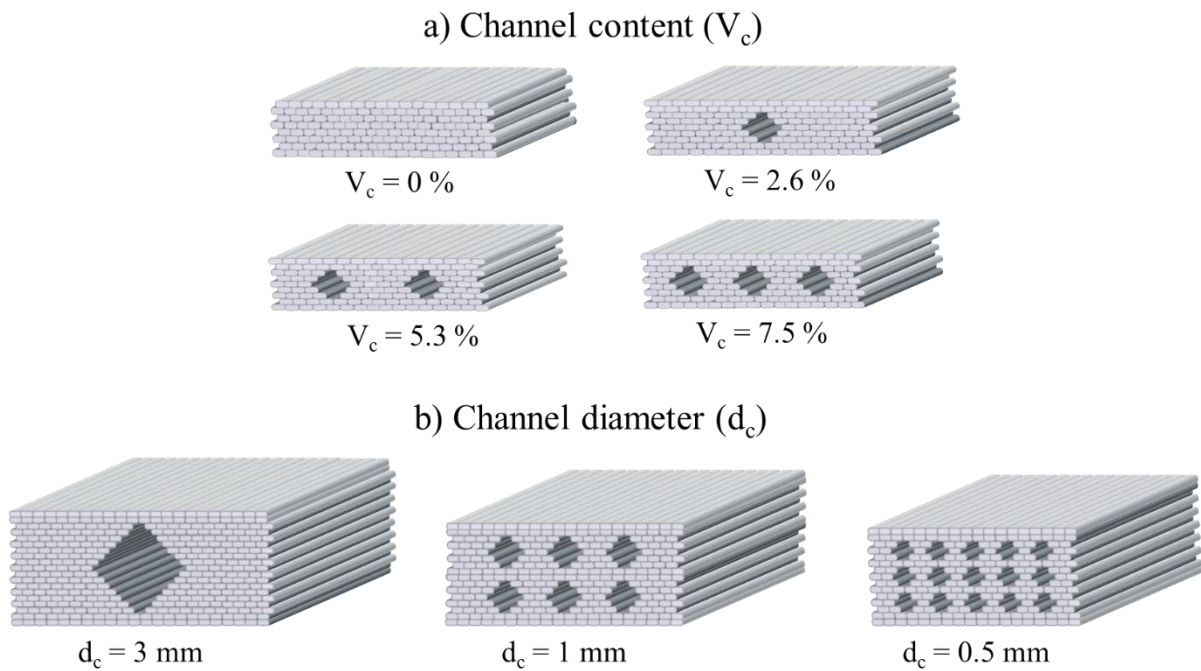 a) Channel content (V_c)
V_c = 0 %
V_c = 2.6 %
V_c = 5.3 %
V_c = 7.5 %
b) Channel diameter (d_c)
d_c = 3 mm
d_c = 1 mm
d_c = 0.5 mm